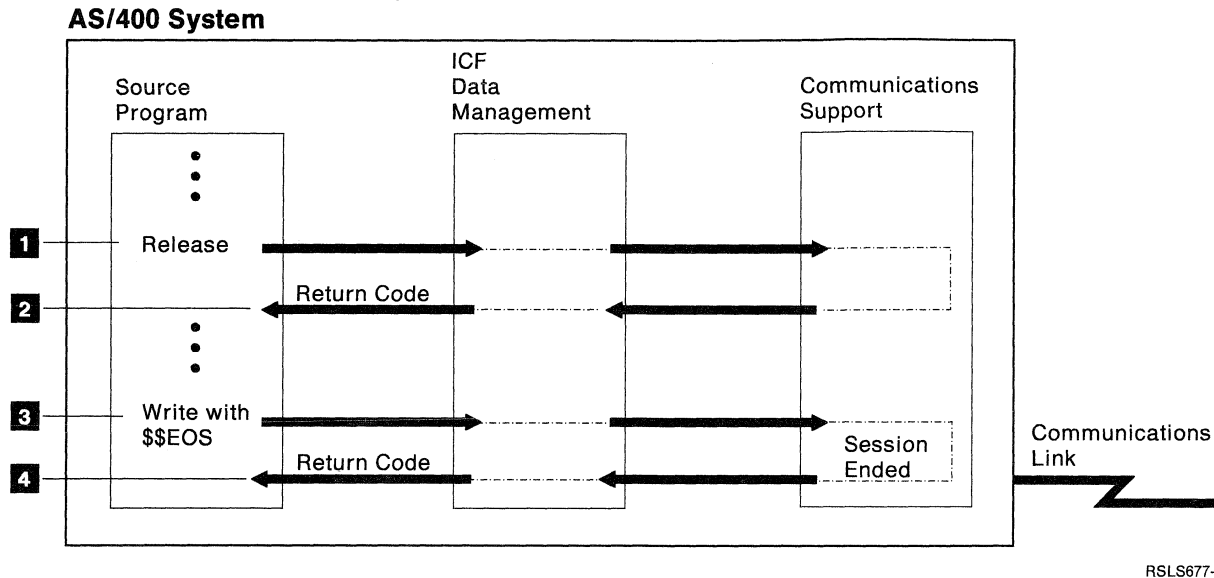 AS/400 System
Source
Program
ICF
Data
Management
Communications
Support
1
Release
2
Return Code
3
Write with
$$EOS
4
Return Code
Session
Ended
Communications
Link
RSLS677-